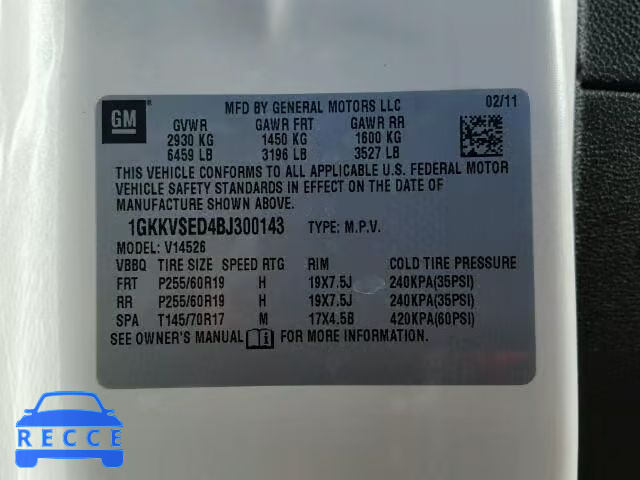 GM
MFD BY GENERAL MOTORS LLC 02/11
GVWR GAWR FRT GAWR RR
2930 KG 1450 KG 1600 KG
6459 LB 3196 LB 3527 LB
THIS VEHICLE CONFORMS TO ALL APPLICABLE U.S. FEDERAL MOTOR
VEHICLE SAFETY STANDARDS IN EFFECT ON THE DATE OF
MANUFACTURE SHOWN ABOVE.
1GKKVSED4BJ300143 TYPE: M.P.V.
MODEL: V14526
VBBQ TIRE SIZE SPEED RTG RIM COLD TIRE PRESSURE
FRT P255/60R19 H 19X7.5J 240KPA(35PSI)
RR P255/60R19 H 19X7.5J 240KPA(35PSI)
SPA T145/70R17 M 17X4.5B 420KPA(60PSI)
SEE OWNER'S MANUAL FOR MORE INFORMATION.
RECCE